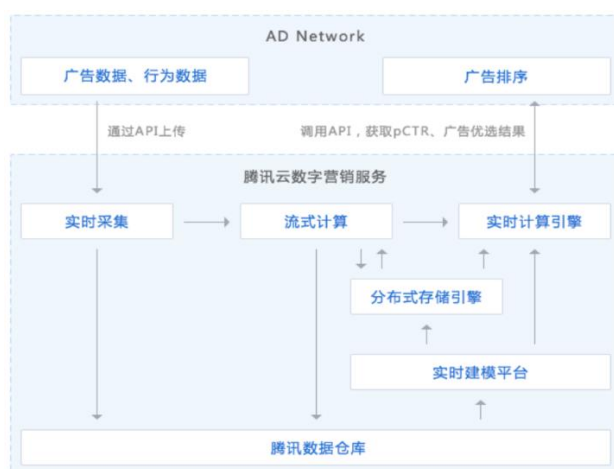 AD Network
广告数据、行为数据
广告排序
通过API上传
调用API，获取pCTR、广告优选结果
腾讯云数字营销服务
实时采集
流式计算
实时计算引擎
分布式存储引擎
实时建模平台
腾讯数据仓库